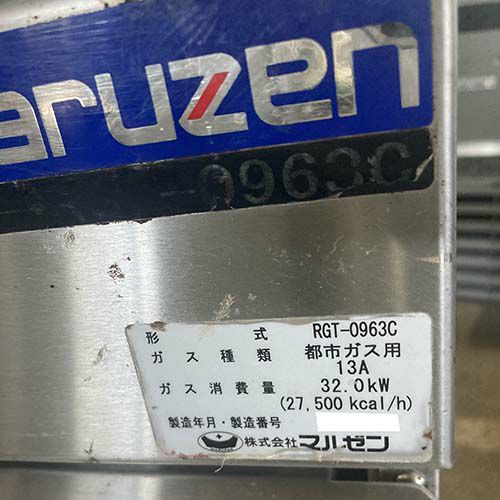 aruzen
-0963C
形 式 RGT-0963C
ガス種類 都市ガス用
13A
ガス消費量 32.0kW
(27,500 kcal/h)
製造年月・製造番号
株式会社マルゼン